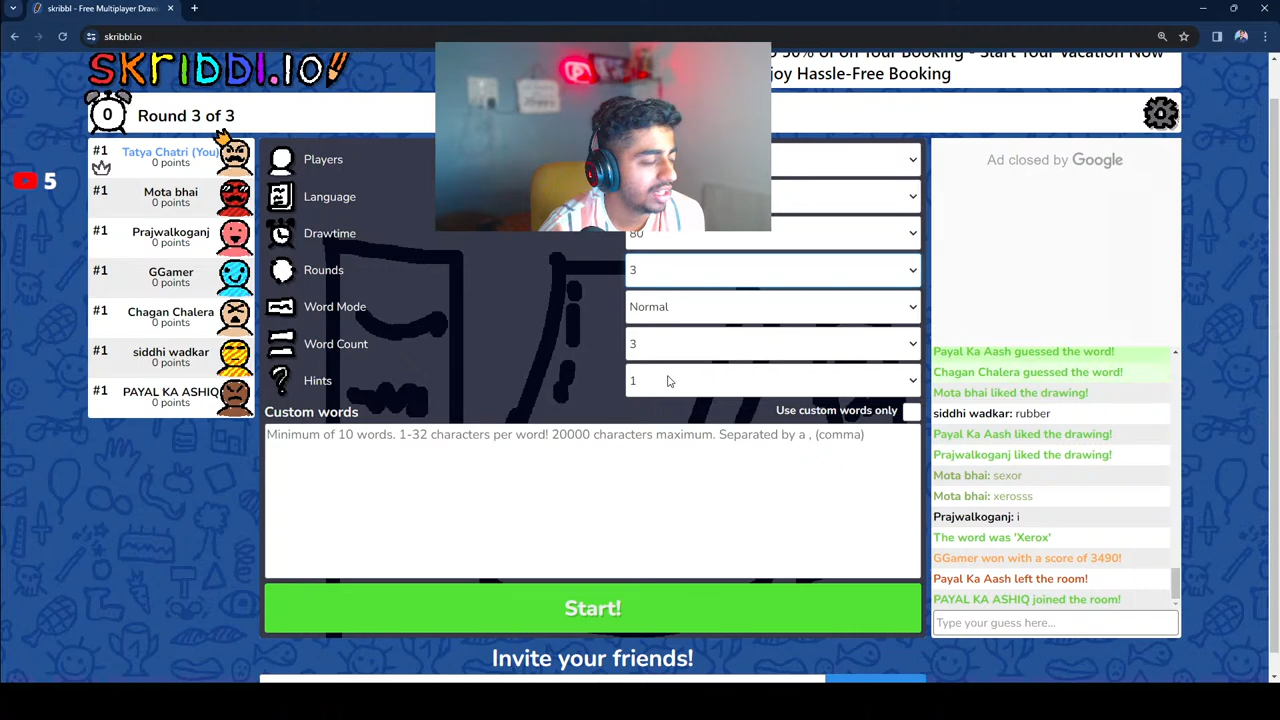 skribbl - Free Multiplayer Draw
skribbl.io
skribbl.io
Your Booking - Start Your Vacation Now
joy Hassle-Free Booking
0
Round 3 of 3
#1 Tatya Chatri (You)
0 points
#1 Mota bhai
0 points
#1 Prajwalkoganj
0 points
#1 GGamer
0 points
#1 Chagan Chalera
0 points
#1 siddhi wadkar
0 points
#1 PAYAL KA ASHIQ
0 points
5
Players
Language
Drawtime 80
Rounds 3
Word Mode Normal
Word Count 3
Hints 1
Custom words
Use custom words only
Minimum of 10 words. 1-32 characters per word! 20000 characters maximum. Separated by a , (comma)
Start!
Invite your friends!
Ad closed by Google
Payal Ka Aash guessed the word!
Chagan Chalera guessed the word!
Mota bhai liked the drawing!
siddhi wadkar: rubber
Payal Ka Aash liked the drawing!
Prajwalkoganj liked the drawing!
Mota bhai: sexor
Mota bhai: xerosss
Prajwalkoganj: i
The word was 'Xerox'
GGamer won with a score of 3490!
Payal Ka Aash left the room!
PAYAL KA ASHIQ joined the room!
Type your guess here...